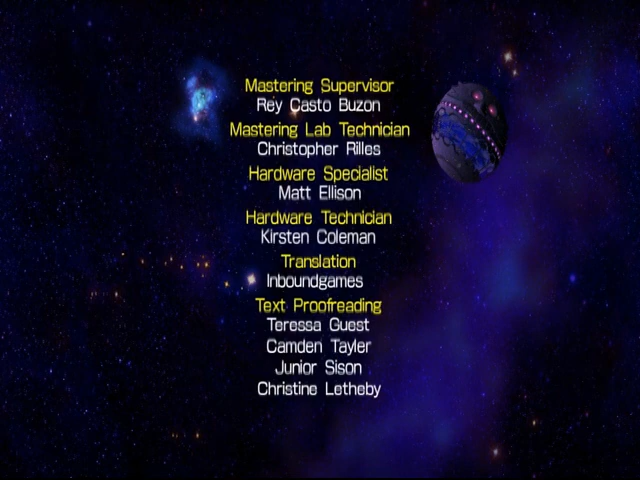 Mastering Supervisor
Rey Casto Buzon
Mastering Lab Technician
Christopher Rilles
Hardware Specialist
Matt Ellison
Hardware Technician
Kirsten Coleman
Translation
Inboundgames
Text Proofreading
Teressa Guest
Camden Tayler
Junior Sison
Christine Letheby